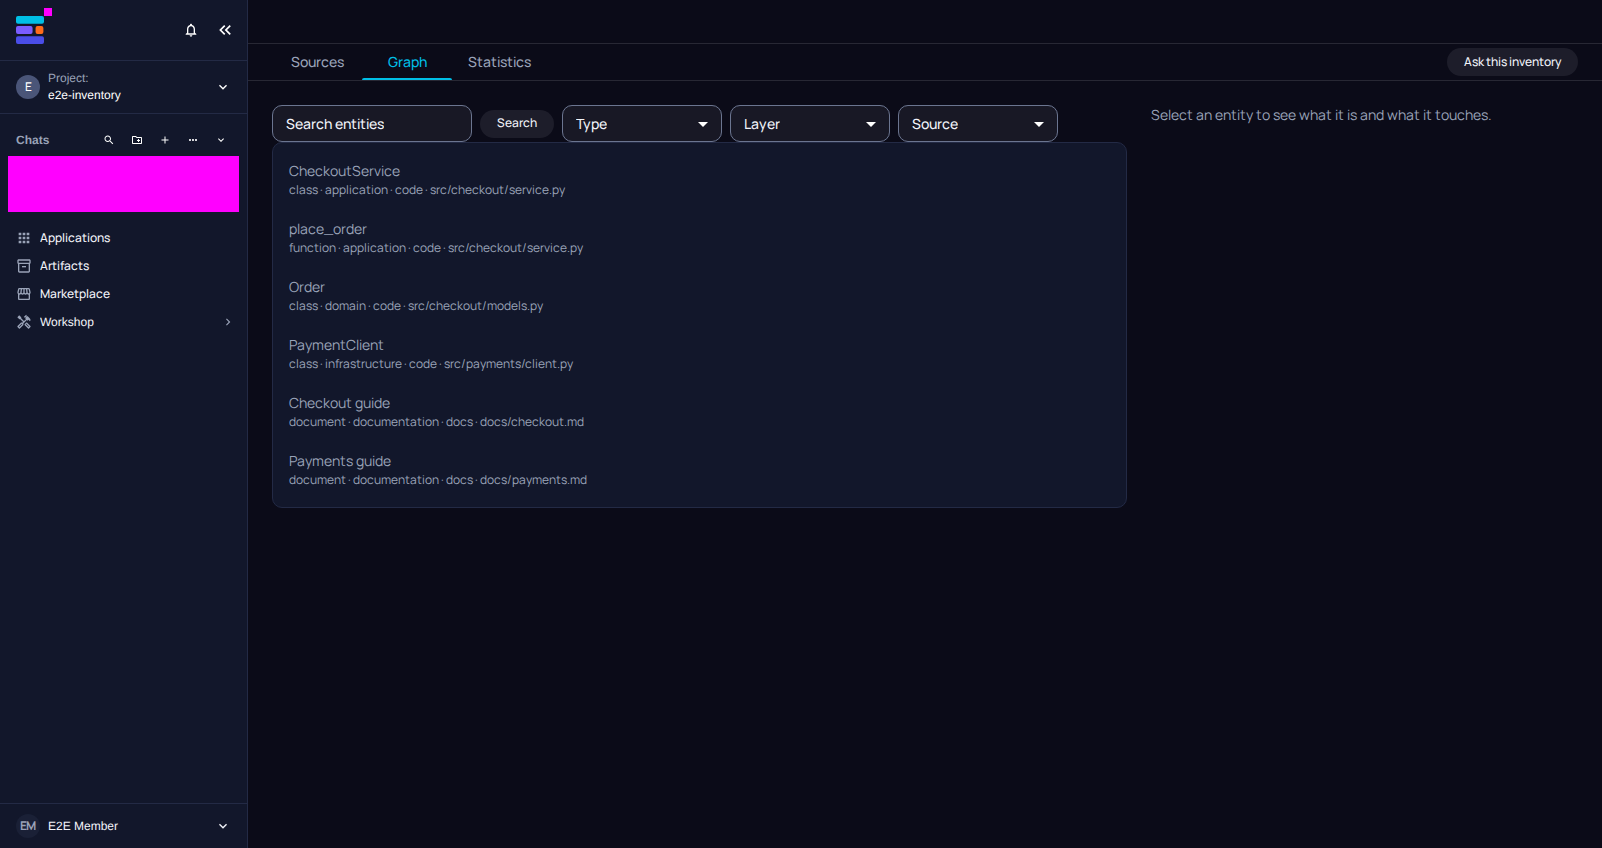 Project:
E
e2e-inventory
Chats
Applications
Artifacts
Marketplace
Workshop
EM
E2E Member
Sources
Graph
Statistics
Ask this inventory
Search entities
Search
Type
Layer
Source
CheckoutService
class · application · code · src/checkout/service.py
place_order
function · application · code · src/checkout/service.py
Order
class · domain · code · src/checkout/models.py
PaymentClient
class · infrastructure · code · src/payments/client.py
Checkout guide
document · documentation · docs · docs/checkout.md
Payments guide
document · documentation · docs · docs/payments.md
Select an entity to see what it is and what it touches.